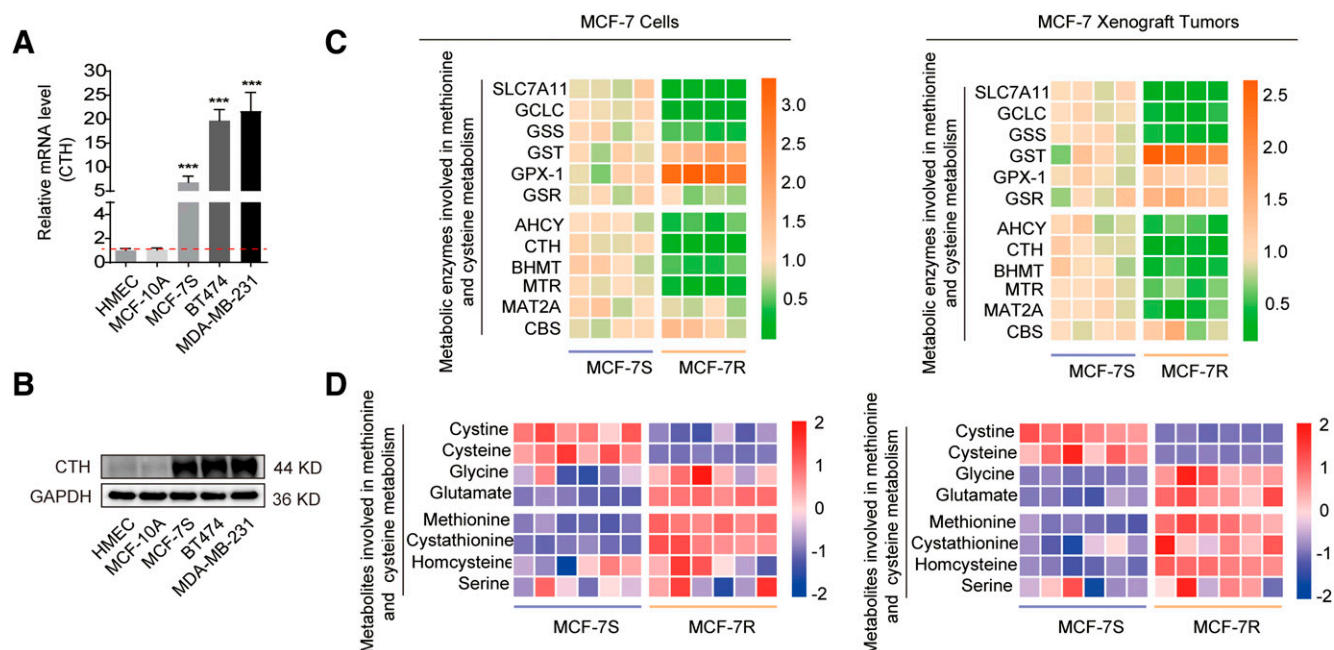 A
Relative mRNA level
(CTH)
30
25
20
15
10
5
4
2
0
***
***
***
HMEC
MCF-10A
MCF-7S
BT474
MDA-MB-231
B
CTH
44 KD
GAPDH
36 KD
HMEC
MCF-10A
MCF-7S
BT474
MDA-MB-231
C
MCF-7 Cells
Metabolic enzymes involved in methionine
and cysteine metabolism
SLC7A11
GCLC
GSS
GST
GPX-1
GSR
AHCY
CTH
BHMT
MTR
MAT2A
CBS
3.0
2.5
2.0
1.5
1.0
0.5
MCF-7S
MCF-7R
MCF-7 Xenograft Tumors
Metabolic enzymes involved in methionine
and cysteine metabolism
SLC7A11
GCLC
GSS
GST
GPX-1
GSR
AHCY
CTH
BHMT
MTR
MAT2A
CBS
2.5
2.0
1.5
1.0
0.5
MCF-7S
MCF-7R
D
Metabolites involved in methionine
and cysteine metabolism
Cystine
Cysteine
Glycine
Glutamate
Methionine
Cystathionine
Homcysteine
Serine
2
1
0
-1
-2
MCF-7S
MCF-7R
Metabolites involved in methionine
and cysteine metabolism
Cystine
Cysteine
Glycine
Glutamate
Methionine
Cystathionine
Homcysteine
Serine
2
1
0
-1
-2
MCF-7S
MCF-7R